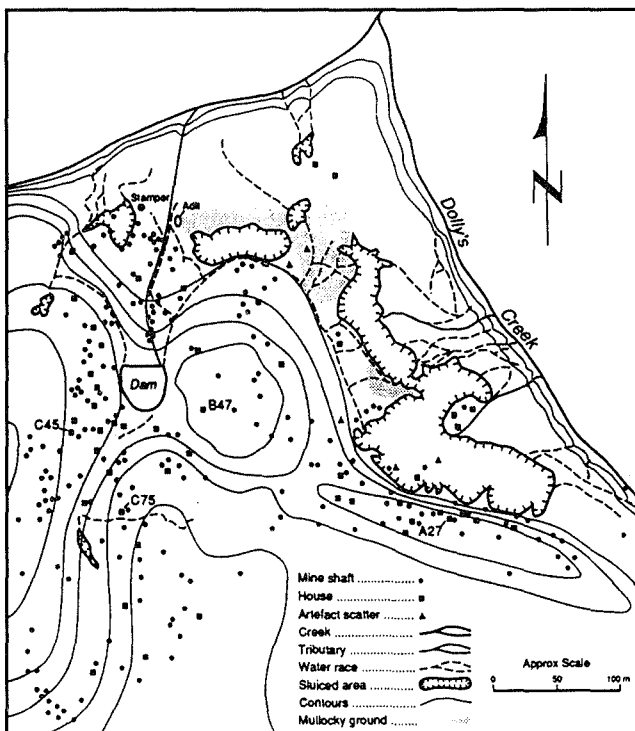 Stamper
Adit
Dolly's
Creek
N
Dam
B47
C45
C75
A27
Mine shaft
House
Artefact scatter
Creek
Tributary
Water race
Sluiced area
Contours
Mullocky ground
Approx Scale
0 100 m